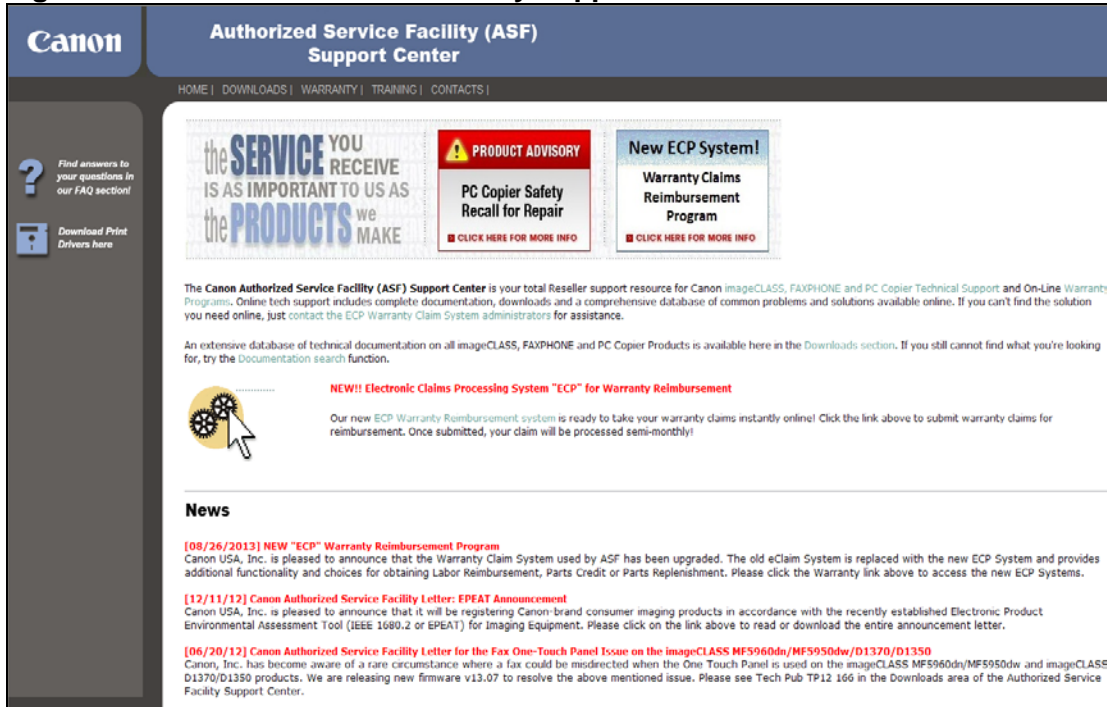 Canon
Authorized Service Facility (ASF)
Support Center
HOME | DOWNLOADS | WARRANTY | TRAINING | CONTACTS |
?
Find answers to
your questions in
our FAQ section!
Download Print
Drivers here
the SERVICE YOU
RECEIVE
IS AS IMPORTANT TO US AS
the PRODUCTS we
MAKE
! PRODUCT ADVISORY
PC Copier Safety
Recall for Repair
CLICK HERE FOR MORE INFO
New ECP System!
Warranty Claims
Reimbursement
Program
CLICK HERE FOR MORE INFO
The Canon Authorized Service Facility (ASF) Support Center is your total Reseller support resource for Canon imageCLASS, FAXPHONE and PC Copier Technical Support and On-Line Warranty
Programs. Online tech support includes complete documentation, downloads and a comprehensive database of common problems and solutions available online. If you can't find the solution
you need online, just contact the ECP Warranty Claim System administrators for assistance.
An extensive database of technical documentation on all imageCLASS, FAXPHONE and PC Copier Products is available here in the Downloads section. If you still cannot find what you're looking
for, try the Documentation search function.
NEW!! Electronic Claims Processing System "ECP" for Warranty Reimbursement
Our new ECP Warranty Reimbursement system is ready to take your warranty claims instantly online! Click the link above to submit warranty claims for
reimbursement. Once submitted, your claim will be processed semi-monthly!
News
[08/26/2013] NEW "ECP" Warranty Reimbursement Program
Canon USA, Inc. is pleased to announce that the Warranty Claim System used by ASF has been upgraded. The old eClaim System is replaced with the new ECP System and provides
additional functionality and choices for obtaining Labor Reimbursement, Parts Credit or Parts Replenishment. Please click the Warranty link above to access the new ECP Systems.
[12/11/12] Canon Authorized Service Facility Letter: EPEAT Announcement
Canon USA, Inc. is pleased to announce that it will be registering Canon-brand consumer imaging products in accordance with the recently established Electronic Product
Environmental Assessment Tool (IEEE 1680.2 or EPEAT) for Imaging Equipment. Please click on the link above to read or download the entire announcement letter.
[06/20/12] Canon Authorized Service Facility Letter for the Fax One-Touch Panel Issue on the imageCLASS MF5960dn/MF5950dw/D1370/D1350
Canon, Inc. has become aware of a rare circumstance where a fax could be misdirected when the One Touch Panel is used on the imageCLASS MF5960dn/MF5950dw and imageCLASS
D1370/D1350 products. We are releasing new firmware v13.07 to resolve the above mentioned issue. Please see Tech Pub TP12 166 in the Downloads area of the Authorized Service
Facility Support Center.